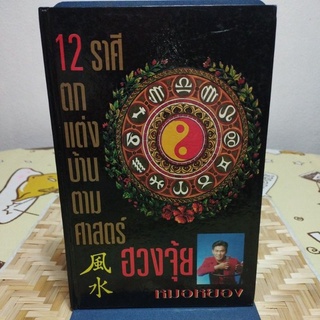 12 ราศี
ตก
แต่ง
บ้าน
ตาม
ศาสตร์
ฮวงจุ้ย
風水
หมอหยอง